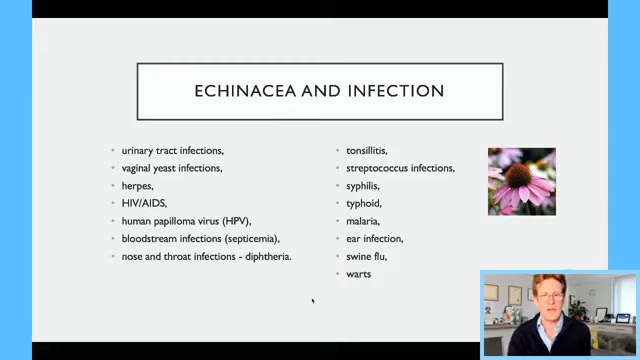 ECHINACEA AND INFECTION
• urinary tract infections,
• vaginal yeast infections,
• herpes,
• HIV/AIDS,
• human papilloma virus (HPV),
• bloodstream infections (septicemia),
• nose and throat infections - diphtheria.
• tonsillitis,
• streptococcus infections,
• syphilis,
• typhoid,
• malaria,
• ear infection,
• swine flu,
• warts